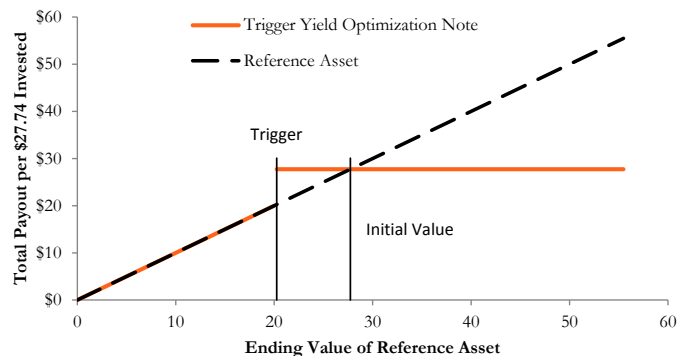 Total Payout per $27.74 Invested
$60
$50
$40
$30
$20
$10
$0
Trigger Yield Optimization Note
Reference Asset
Trigger
Initial Value
0
10
20
30
40
50
60
Ending Value of Reference Asset